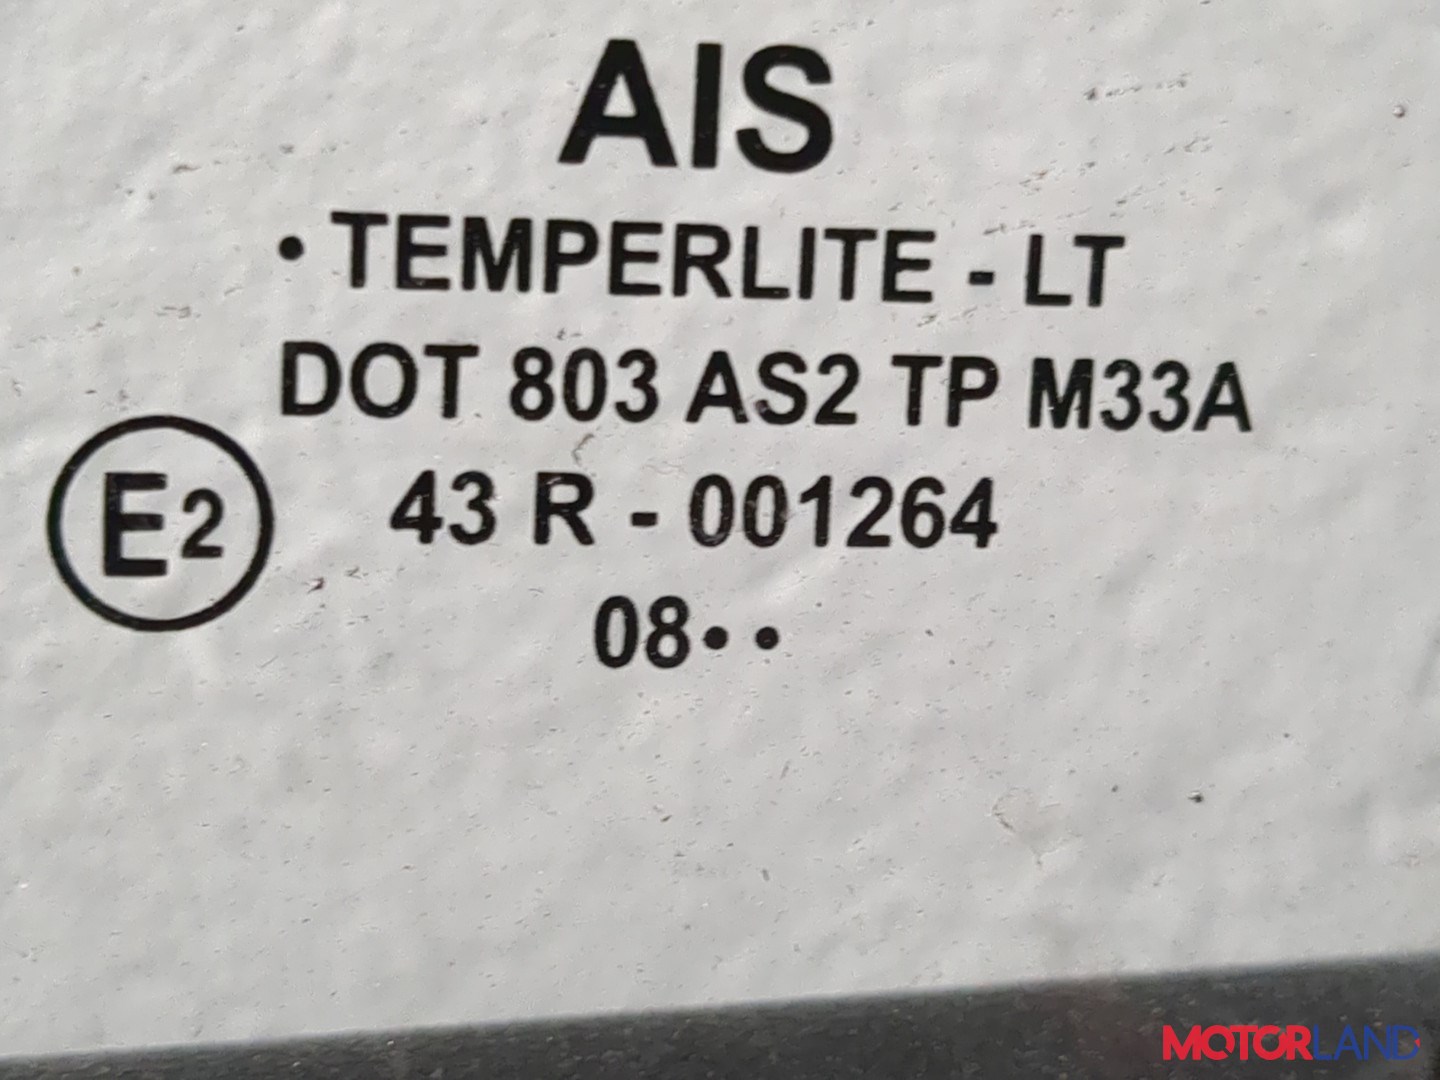 AIS
• TEMPERLITE - LT
DOT 803 AS2 TP M33A
E2 43 R - 001264
08• •
MOTORLAND